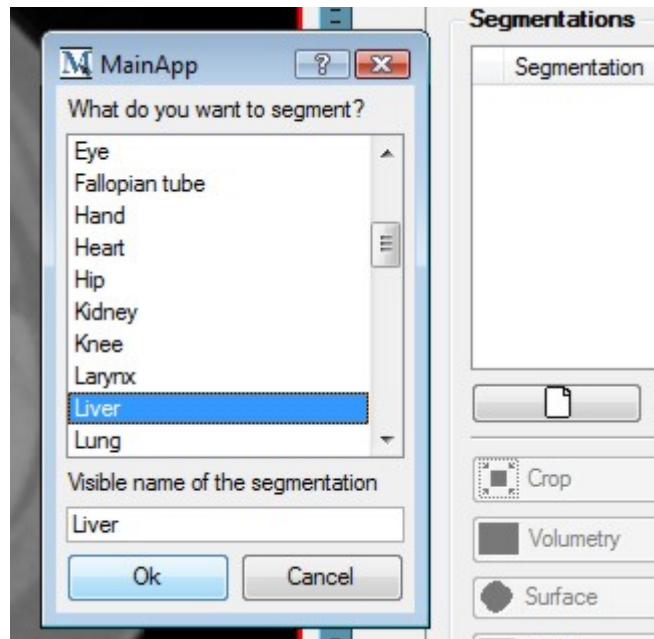 MainApp
What do you want to segment?
Eye
Fallopian tube
Hand
Heart
Hip
Kidney
Knee
Larynx
Liver
Lung
Visible name of the segmentation
Liver
Ok
Cancel
Segmentations
Segmentation
Crop
Volumetry
Surface